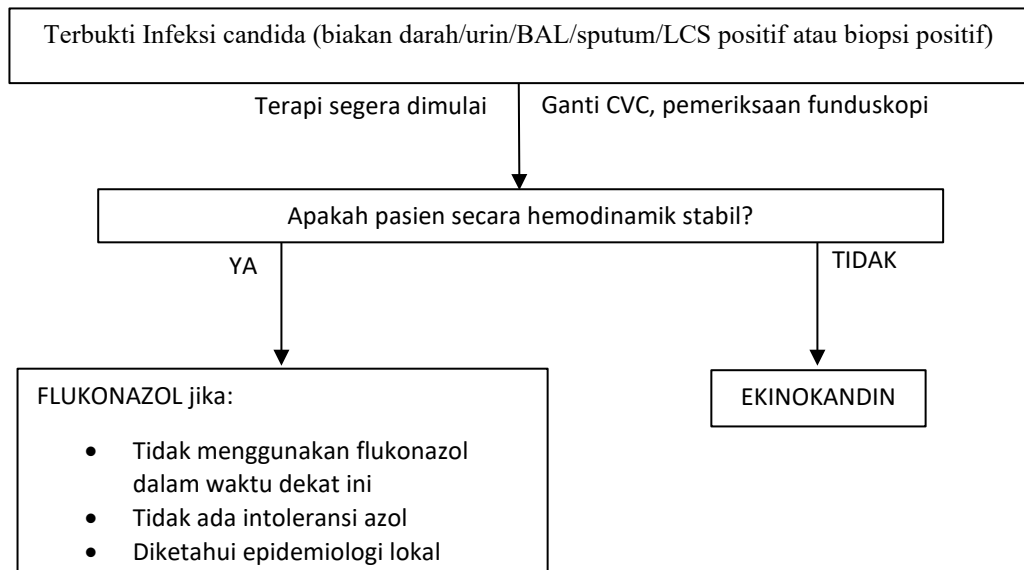 Terbukti Infeksi candida (biakan darah/urin/BAL/sputum/LCS positif atau biopsi positif)
Terapi segera dimulai
Ganti CVC, pemeriksaan funduskopi
Apakah pasien secara hemodinamik stabil?
YA
TIDAK
FLUKONAZOL jika:
• Tidak menggunakan flukonazol
dalam waktu dekat ini
• Tidak ada intoleransi azol
• Diketahui epidemiologi lokal
EKINOKANDIN